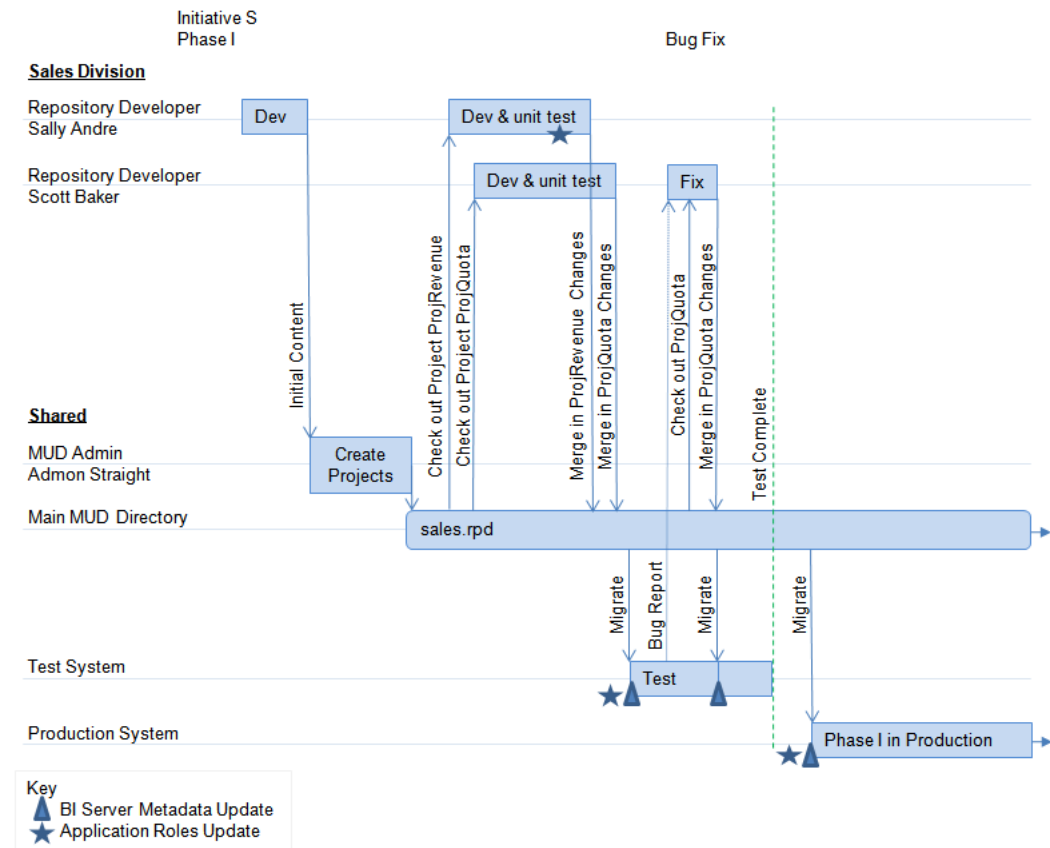 Initiative S
Phase I
Bug Fix
Sales Division
Repository Developer
Sally Andre
Dev
Dev & unit test
Repository Developer
Scott Baker
Dev & unit test
Fix
Initial Content
Check out Project ProjRevenue
Check out Project ProjQuota
Merge in ProjRevenue Changes
Merge in ProjQuota Changes
Check out ProjQuota
Merge in ProjQuota Changes
Test Complete
Shared
MUD Admin
Admon Straight
Create
Projects
Main MUD Directory
sales.rpd
Migrate
Bug Report
Migrate
Migrate
Test System
Test
Production System
Phase I in Production
Key
BI Server Metadata Update
Application Roles Update